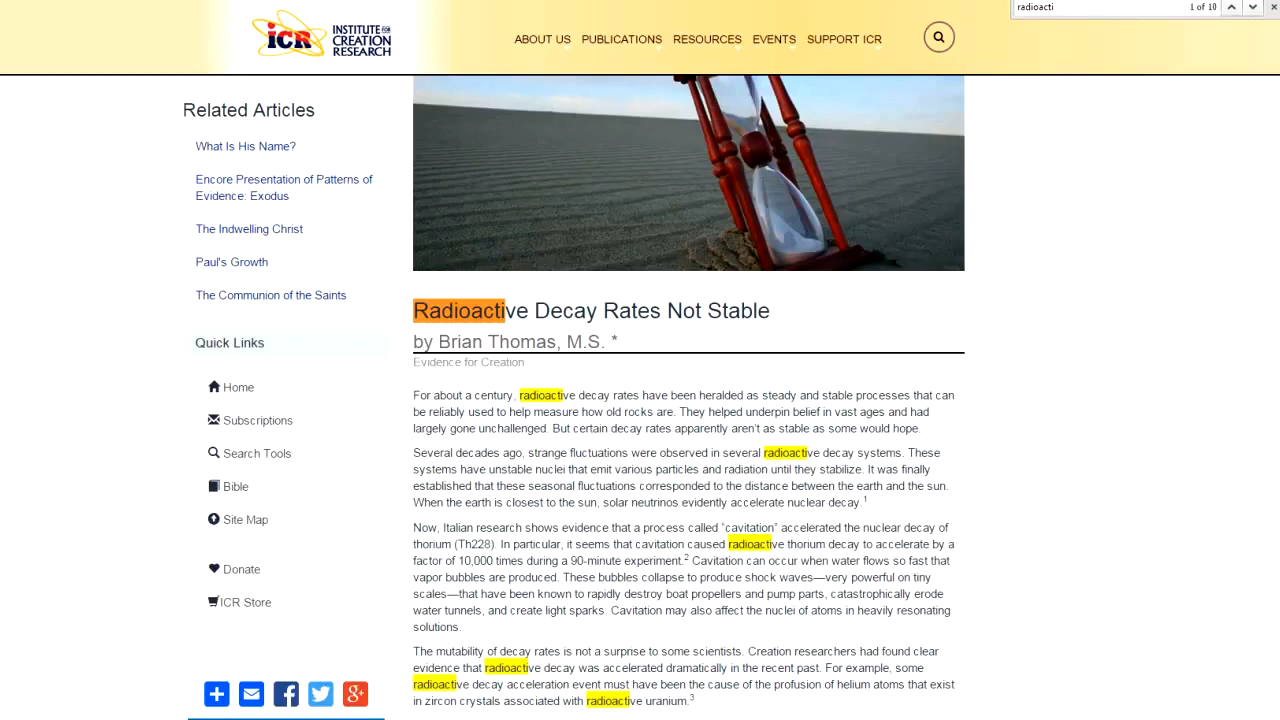 radioacti
1 of 10
iCR INSTITUTE FOR
CREATION
RESEARCH
ABOUT US PUBLICATIONS RESOURCES EVENTS SUPPORT ICR
Related Articles
What Is His Name?
Encore Presentation of Patterns of
Evidence: Exodus
The Indwelling Christ
Paul's Growth
The Communion of the Saints
Quick Links
Home
Subscriptions
Search Tools
Bible
Site Map
Donate
ICR Store
Radioactive Decay Rates Not Stable
by Brian Thomas, M.S. *
Evidence for Creation
For about a century, radioactive decay rates have been heralded as steady and stable processes that can
be reliably used to help measure how old rocks are. They helped underpin belief in vast ages and had
largely gone unchallenged. But certain decay rates apparently aren't as stable as some would hope.
Several decades ago, strange fluctuations were observed in several radioactive decay systems. These
systems have unstable nuclei that emit various particles and radiation until they stabilize. It was finally
established that these seasonal fluctuations corresponded to the distance between the earth and the sun.
When the earth is closest to the sun, solar neutrinos evidently accelerate nuclear decay.1
Now, Italian research shows evidence that a process called "cavitation" accelerated the nuclear decay of
thorium (Th228). In particular, it seems that cavitation caused radioactive thorium decay to accelerate by a
factor of 10,000 times during a 90-minute experiment.2 Cavitation can occur when water flows so fast that
vapor bubbles are produced. These bubbles collapse to produce shock waves—very powerful on tiny
scales—that have been known to rapidly destroy boat propellers and pump parts, catastrophically erode
water tunnels, and create light sparks. Cavitation may also affect the nuclei of atoms in heavily resonating
solutions.
The mutability of decay rates is not a surprise to some scientists. Creation researchers had found clear
evidence that radioactive decay was accelerated dramatically in the recent past. For example, some
radioactive decay acceleration event must have been the cause of the profusion of helium atoms that exist
in zircon crystals associated with radioactive uranium.3